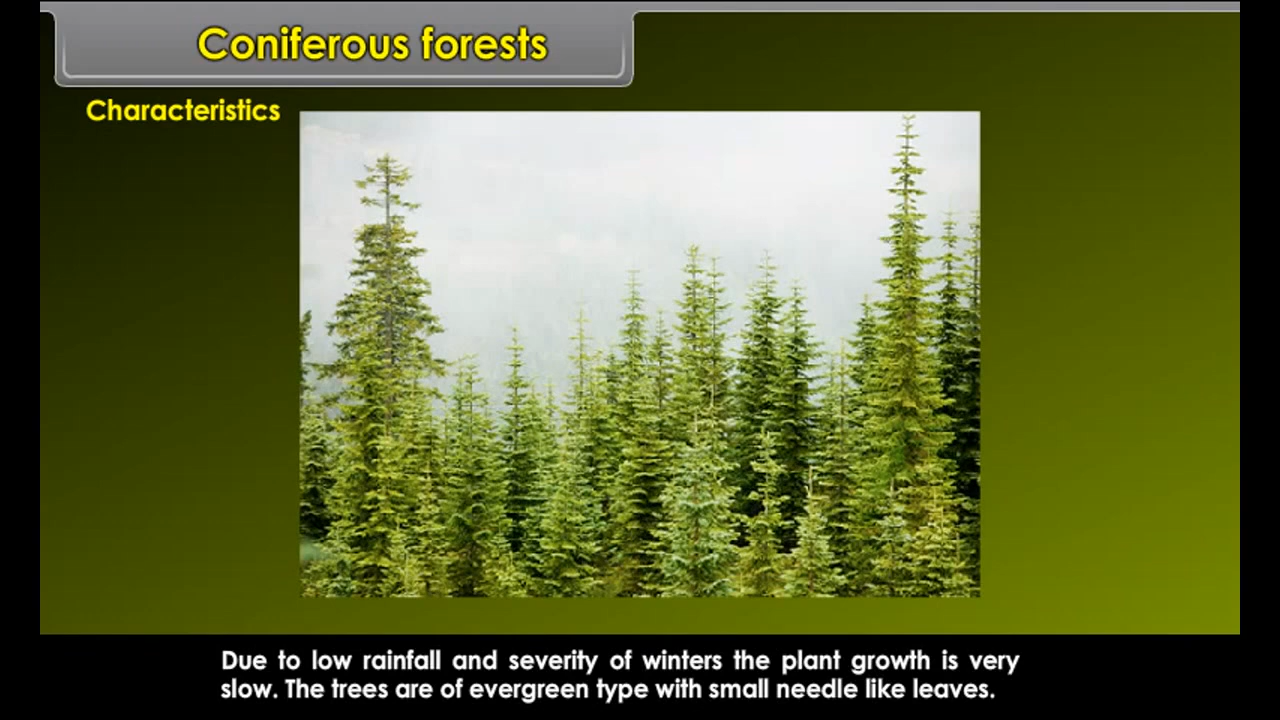 Coniferous forests
Characteristics
Due to low rainfall and severity of winters the plant growth is very
slow. The trees are of evergreen type with small needle like leaves.